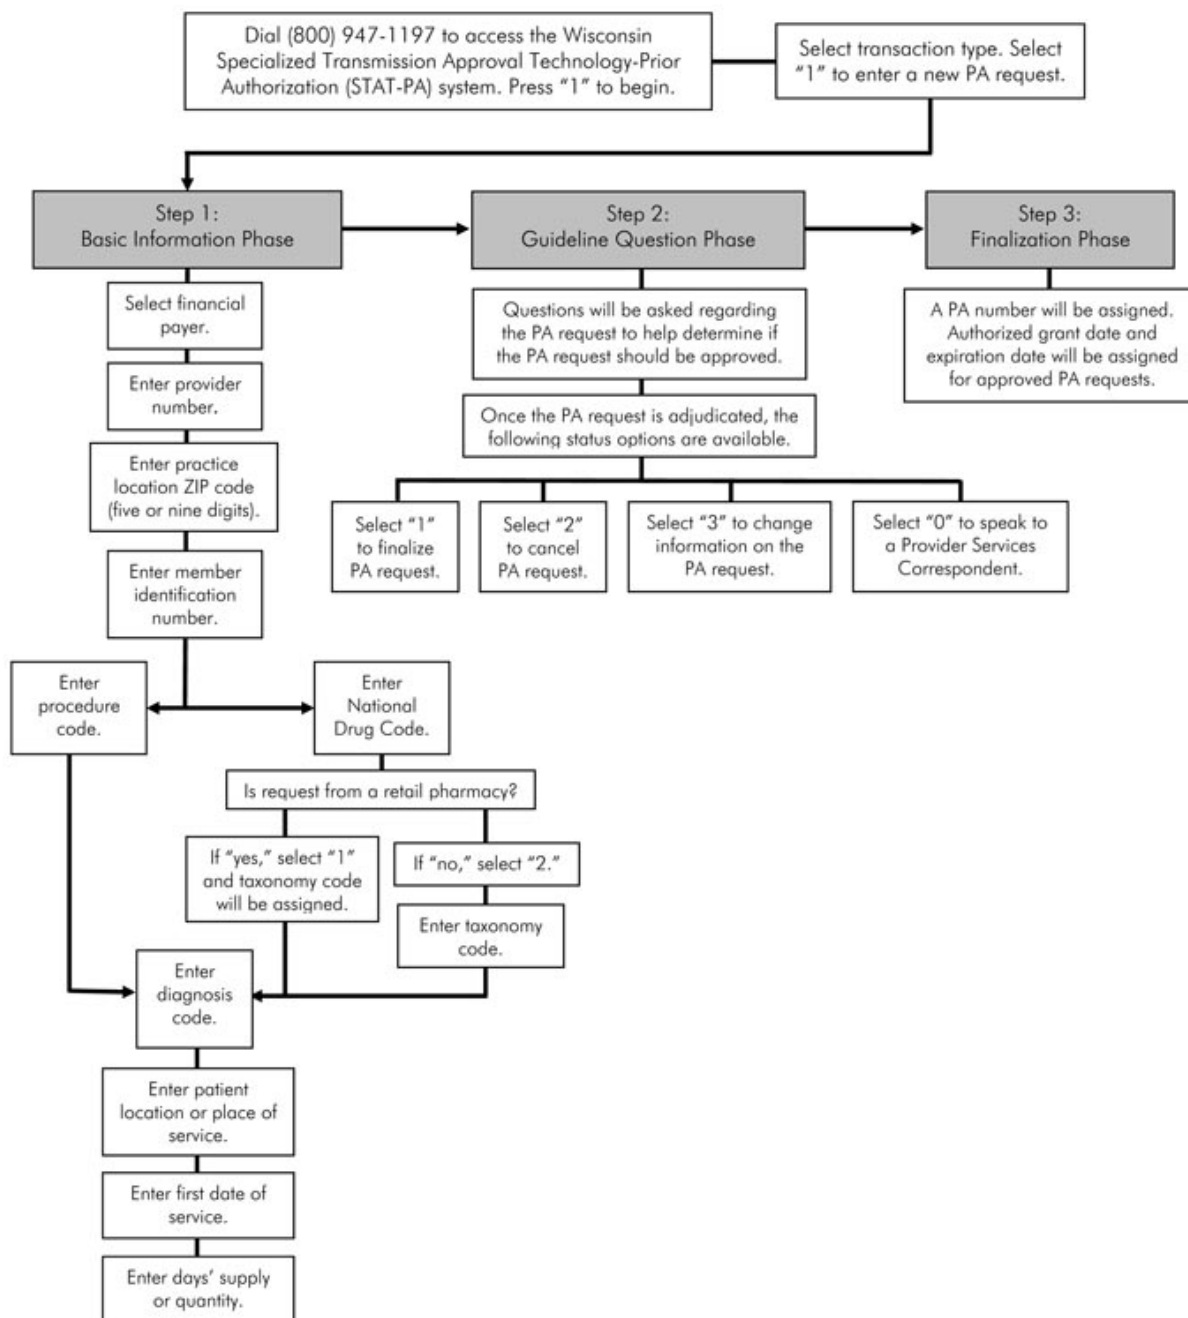 Dial (800) 947-1197 to access the Wisconsin
Specialized Transmission Approval Technology-Prior
Authorization (STAT-PA) system. Press “1” to begin.
Select transaction type. Select
“1” to enter a new PA request.
Step 1:
Basic Information Phase
Step 2:
Guideline Question Phase
Step 3:
Finalization Phase
Select financial
payer.
Enter provider
number.
Enter practice
location ZIP code
(five or nine digits).
Enter member
identification
number.
Questions will be asked regarding
the PA request to help determine if
the PA request should be approved.
Once the PA request is adjudicated, the
following status options are available.
Select “1”
to finalize
PA request.
Select “2”
to cancel
PA request.
Select “3” to change
information on the
PA request.
Select “0” to speak to
a Provider Services
Correspondent.
A PA number will be assigned.
Authorized grant date and
expiration date will be assigned
for approved PA requests.
Enter
procedure
code.
Enter
National
Drug Code.
Is request from a retail pharmacy?
If “yes,” select “1”
and taxonomy code
will be assigned.
If “no,” select “2.”
Enter taxonomy
code.
Enter
diagnosis
code.
Enter patient
location or place of
service.
Enter first date of
service.
Enter days’ supply
or quantity.